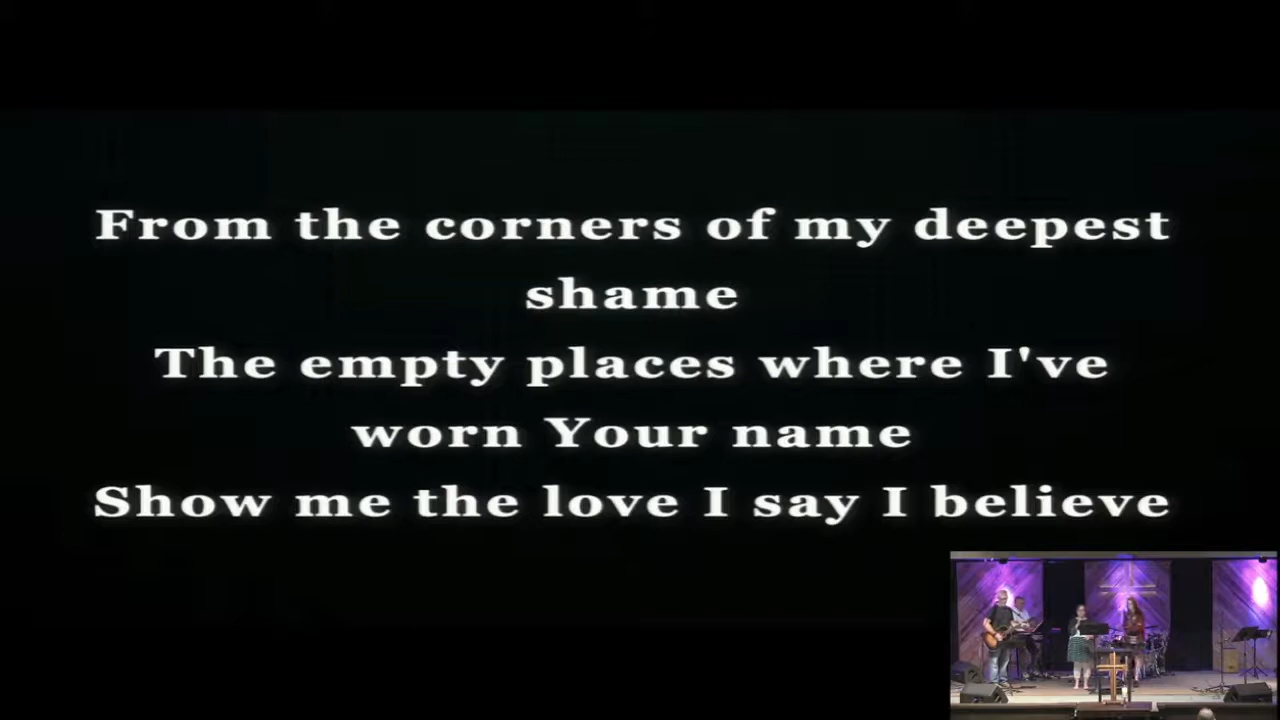 From the corners of my deepest
shame
The empty places where I've
worn Your name
Show me the love I say I believe